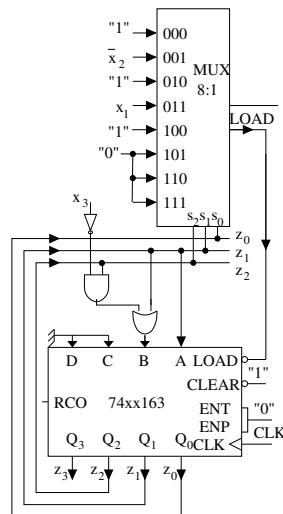 "1" 000
x̅2 001
"1" 010
MUX
8:1
x1 011
"1" 100
LOAD
"0" 101
110
111
s2 s1 s0
x3
z0
z1
z2
D C B A LOAD
CLEAR "1"
RCO 74xx163 ENT "0"
ENP
Q3 Q2 Q1 Q0 CLK CLK
z3 z2 z1 z0